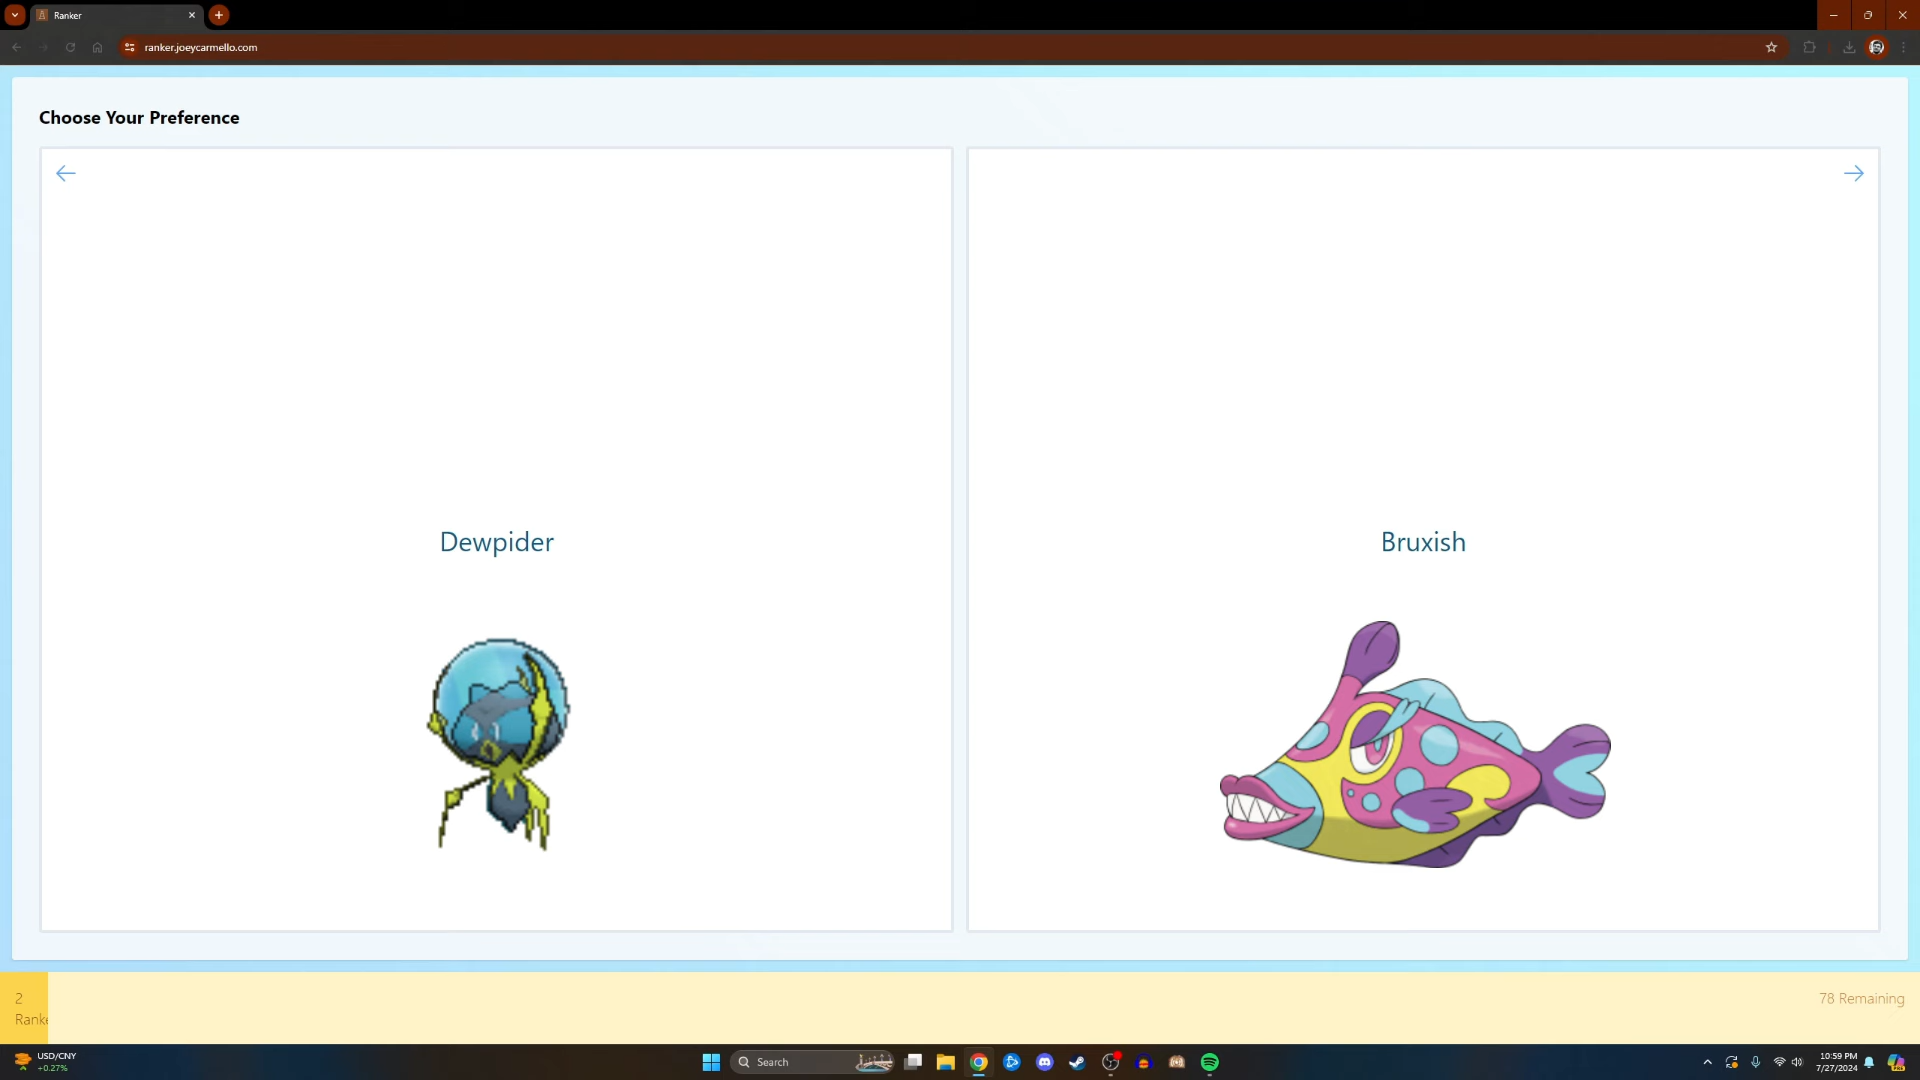 Ranker
ranker.joeycarmello.com
Choose Your Preference
Dewpider
Bruxish
2
Ranke
78 Remaining
USD/CNY
+0.27%
Search
10:59 PM
7/27/2024